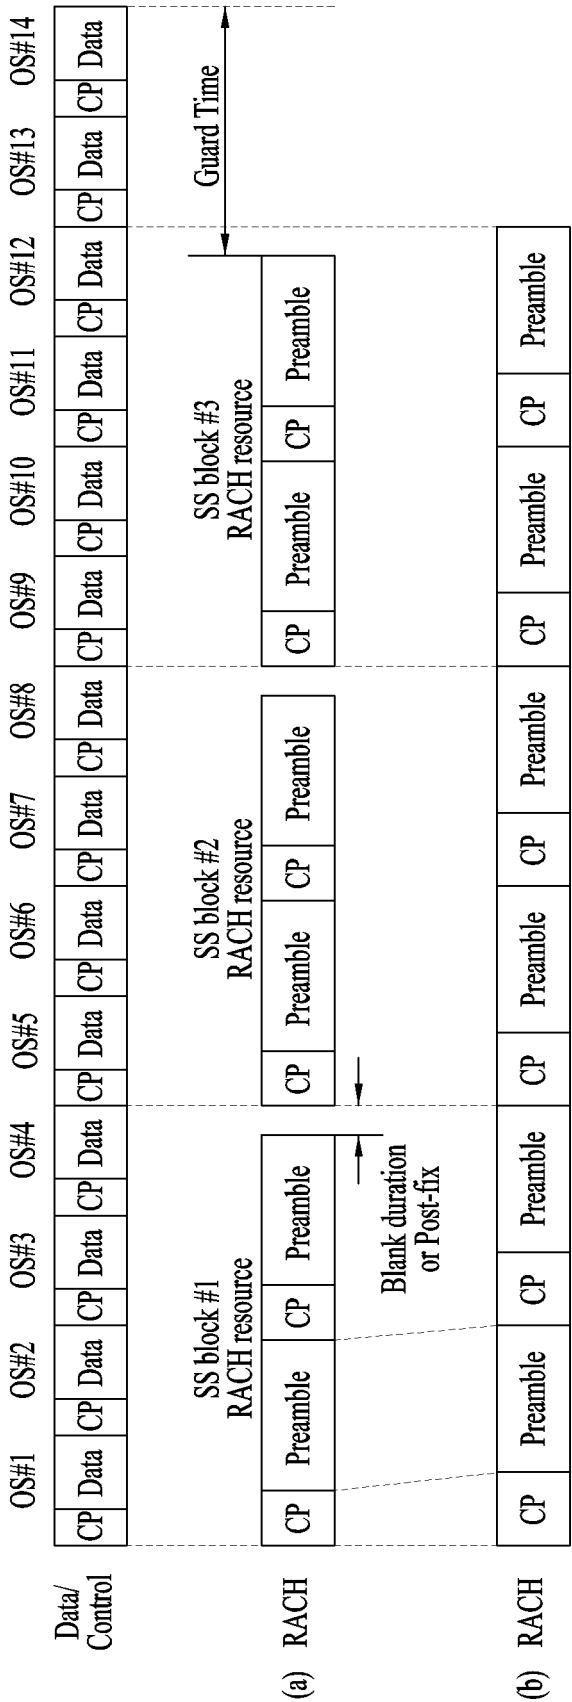 OS#1 OS#2 OS#3 OS#4 OS#5 OS#6 OS#7 OS#8 OS#9 OS#10 OS#11 OS#12 OS#13 OS#14
Data/
Control
CP Data CP Data CP Data CP Data CP Data CP Data CP Data CP Data CP Data CP Data CP Data CP Data CP Data CP Data
SS block #1
RACH resource
SS block #2
RACH resource
SS block #3
RACH resource
Guard Time
(a) RACH
CP Preamble CP Preamble CP Preamble CP Preamble CP Preamble CP Preamble
Blank duration
or Post-fix
(b) RACH
CP Preamble CP Preamble CP Preamble CP Preamble CP Preamble CP Preamble